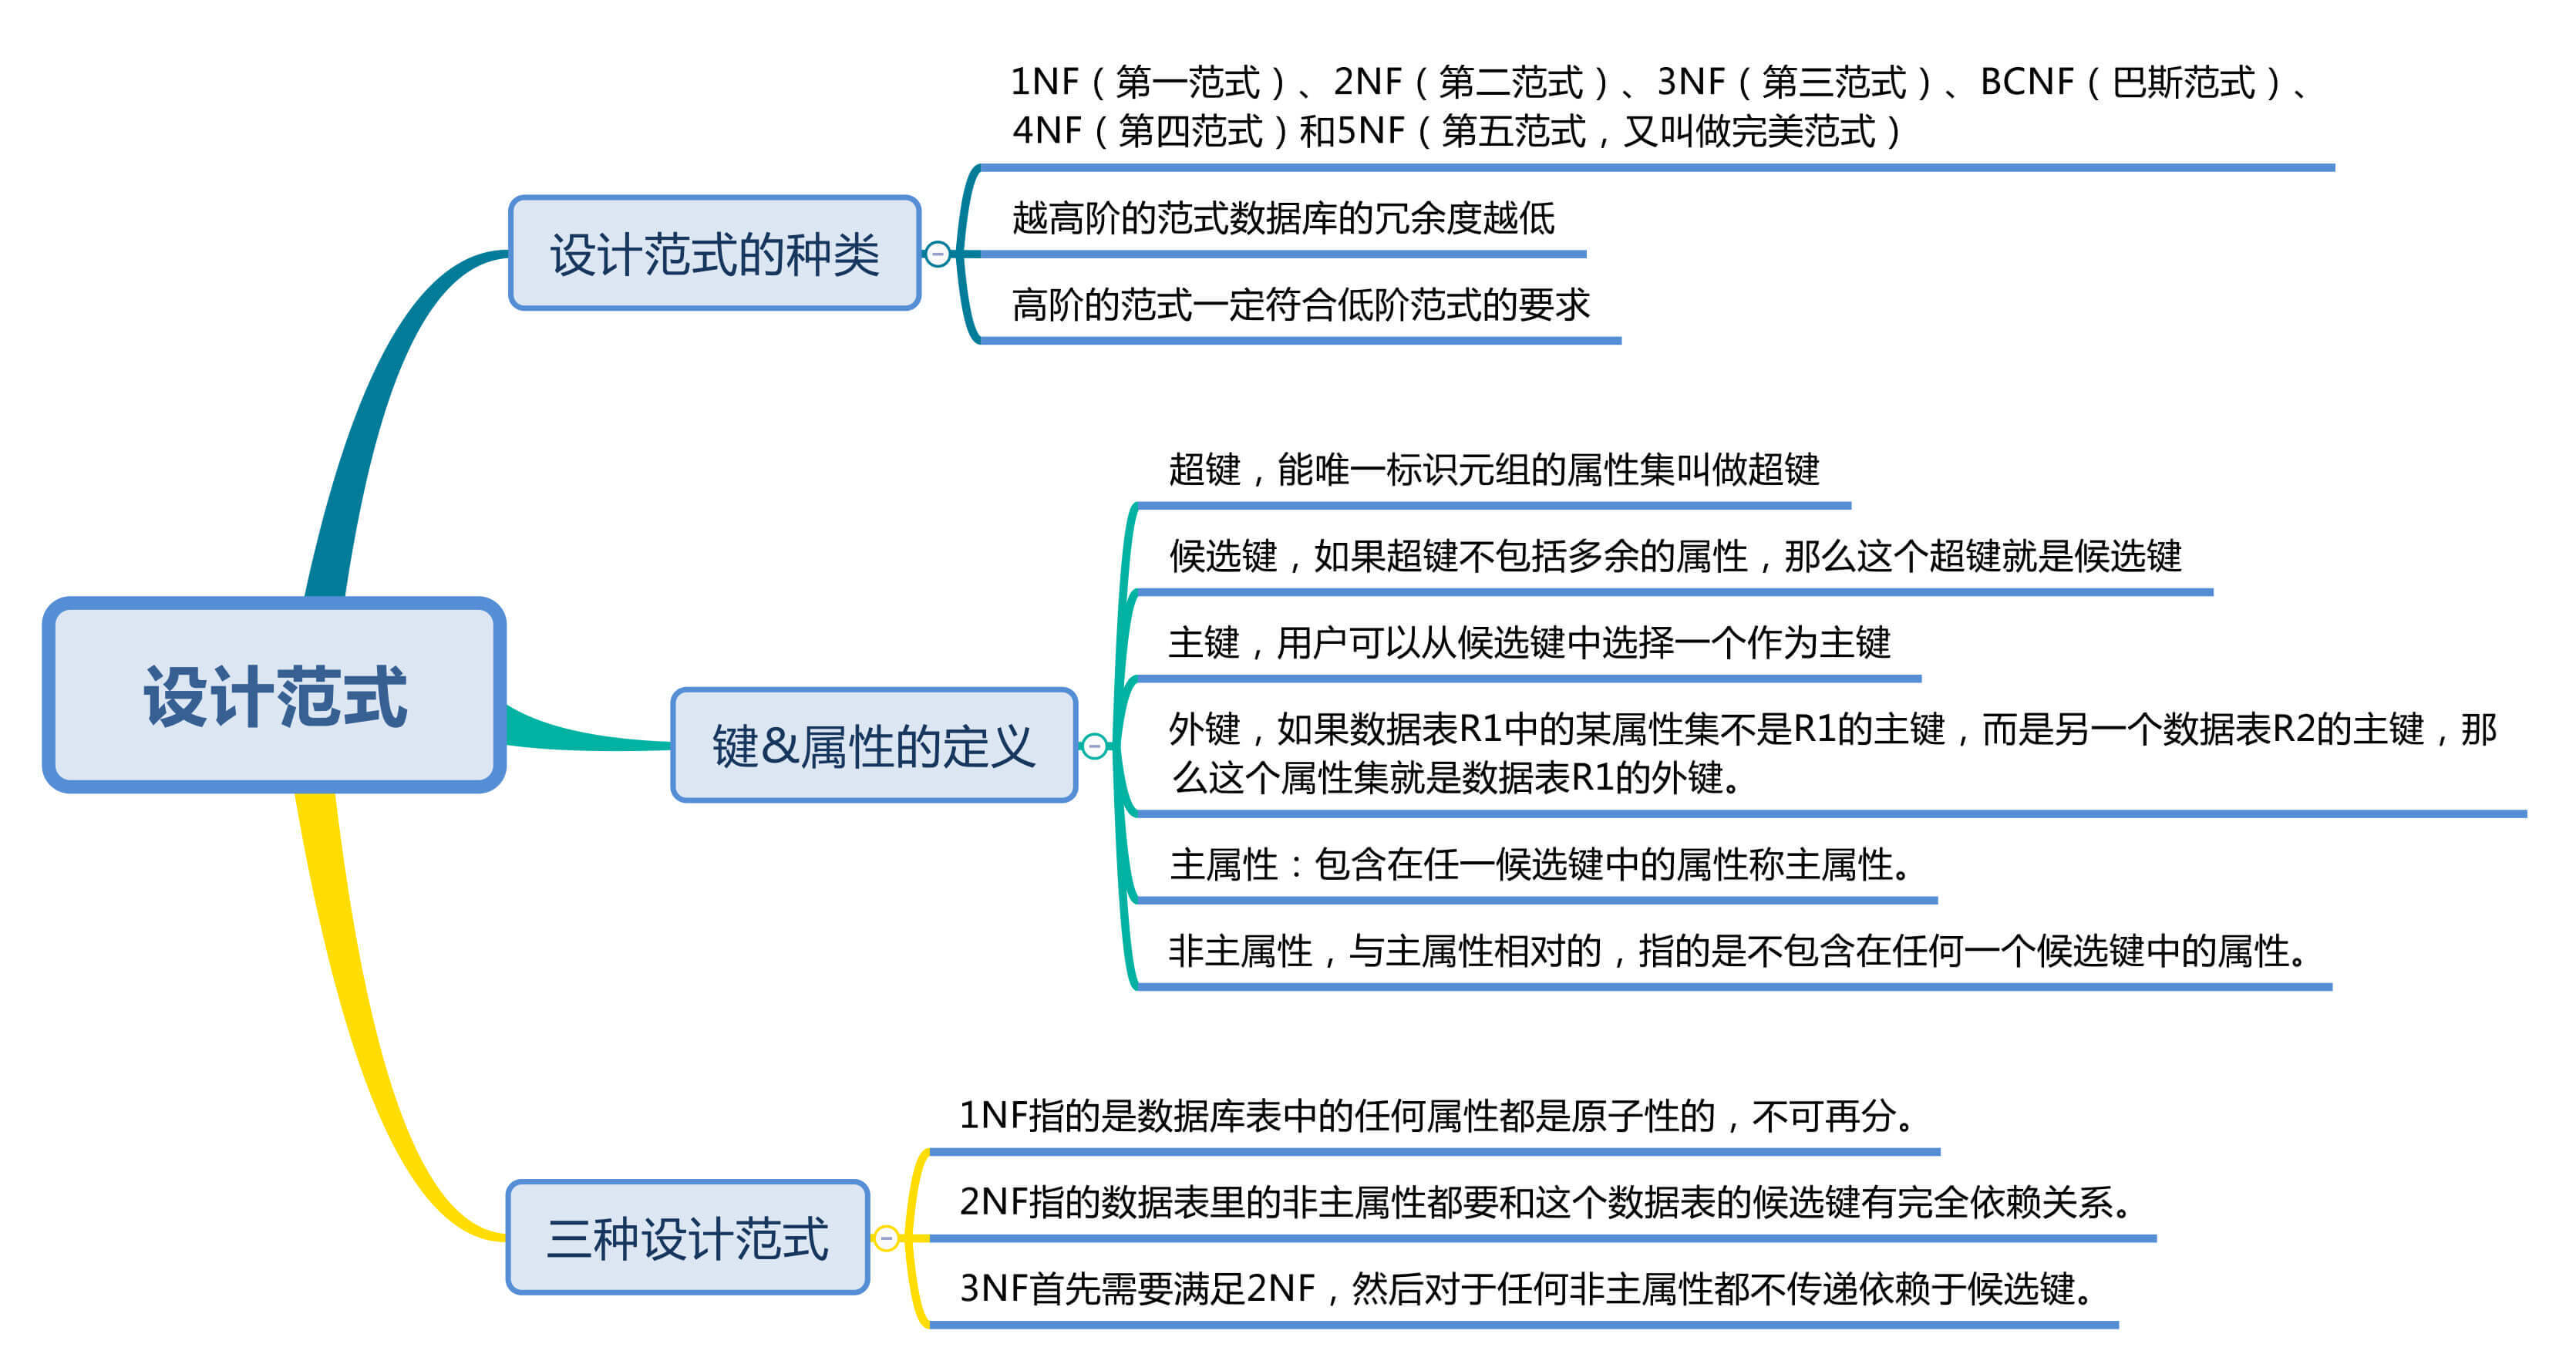 1NF（第一范式）、2NF（第二范式）、3NF（第三范式）、BCNF（巴斯范式）、
4NF（第四范式）和5NF（第五范式，又叫做完美范式）
越高阶的范式数据库的冗余度越低
设计范式的种类
高阶的范式一定符合低阶范式的要求
超键，能唯一标识元组的属性集叫做超键
候选键，如果超键不包括多余的属性，那么这个超键就是候选键
主键，用户可以从候选键中选择一个作为主键
设计范式
键&属性的定义
外键，如果数据表R1中的某属性集不是R1的主键，而是另一个数据表R2的主键，那
么这个属性集就是数据表R1的外键。
主属性：包含在任一候选键中的属性称主属性。
非主属性，与主属性相对的，指的是不包含在任何一个候选键中的属性。
1NF指的是数据库表中的任何属性都是原子性的，不可再分。
2NF指的数据表里的非主属性都要和这个数据表的候选键有完全依赖关系。
三种设计范式
3NF首先需要满足2NF，然后对于任何非主属性都不传递依赖于候选键。